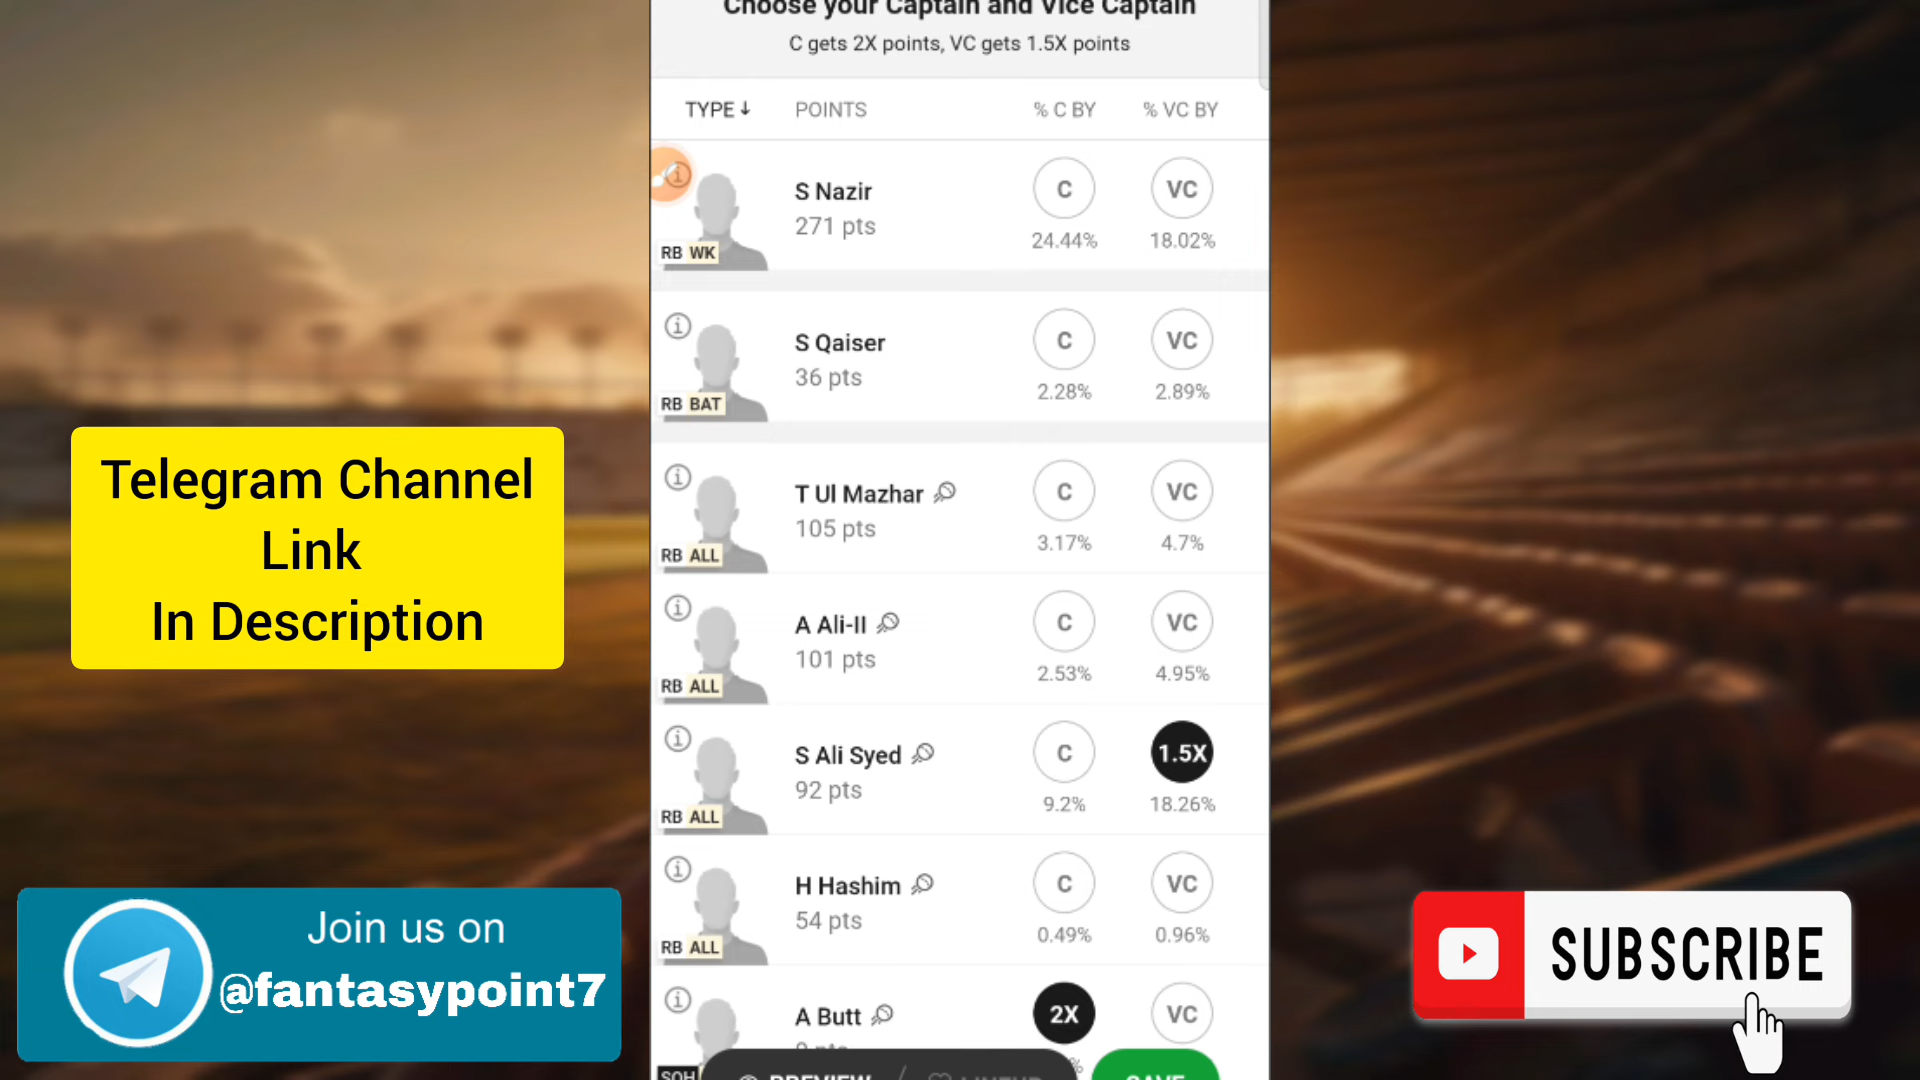 Choose your Captain and Vice Captain
C gets 2X points, VC gets 1.5X points
TYPE↓ POINTS % C BY % VC BY
S Nazir C VC
271 pts 24.44% 18.02%
RB WK
S Qaiser C VC
36 pts 2.28% 2.89%
RB BAT
T Ul Mazhar C VC
105 pts 3.17% 4.7%
RB ALL
A Ali-II C VC
101 pts 2.53% 4.95%
RB ALL
S Ali Syed C 1.5X
92 pts 9.2% 18.26%
RB ALL
H Hashim C VC
54 pts 0.49% 0.96%
RB ALL
A Butt 2X VC
SOH
PREVIEW / LINEUP SAVE
Telegram Channel
Link
In Description
Join us on
@fantasypoint7
SUBSCRIBE